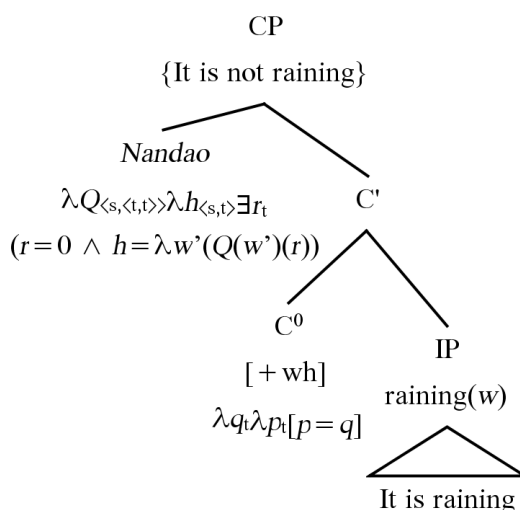 CP
{It is not raining}
Nandao
λQ⟨s,⟨t,t⟩⟩λh⟨s,t⟩∃rt
C'
(r=0 ∧ h=λw’(Q(w’)(r))
C⁰
IP
[+wh]
raining(w)
λqtλpt[p=q]
It is raining